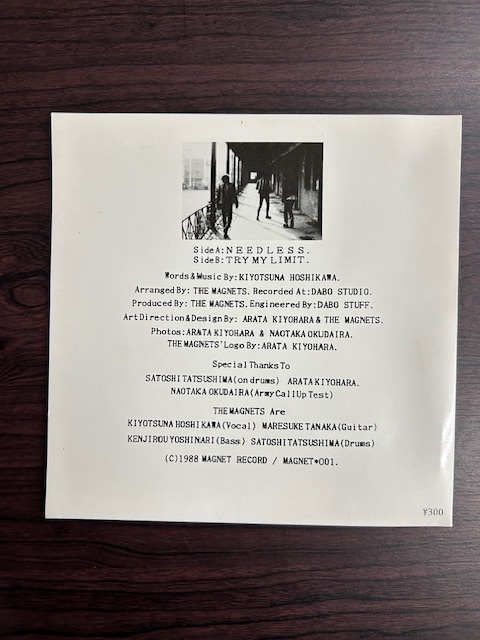 Side A: NEEDLESS.
Side B: TRY MY LIMIT.
Words & Music By: KIYOTSUNA HOSHIKAWA.
Arranged By: THE MAGNETS. Recorded At: DABO STUDIO.
Produced By: THE MAGNETS. Engineered By: DABO STUFF.
Art Direction & Design By: ARATA KIYOHARA & THE MAGNETS.
Photos: ARATA KIYOHARA & NAOTAKA OKUDAIRA.
THE MAGNETS' Logo By: ARATA KIYOHARA.
Special Thanks To
SATOSHI TATSUSHIMA (on drums) ARATA KIYOHARA.
NAOTAKA OKUDAIRA (Army Call Up Test)
THE MAGNETS Are
KIYOTSUNA HOSHIKAWA (Vocal) MARESUKE TANAKA (Guitar)
KENJIROU YOSHINARI (Bass) SATOSHI TATSUSHIMA (Drums)
(C)1988 MAGNET RECORD / MAGNET*001.
¥300